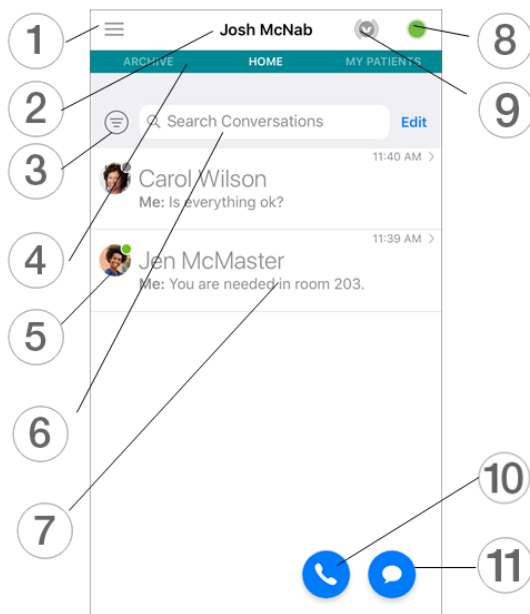 1
Josh McNab
8
ARCHIVE HOME MY PATIENTS
2
9
Search Conversations Edit
3
11:40 AM
Carol Wilson
Me: Is everything ok?
4
11:39 AM
Jen McMaster
Me: You are needed in room 203.
5
6
10
7
11